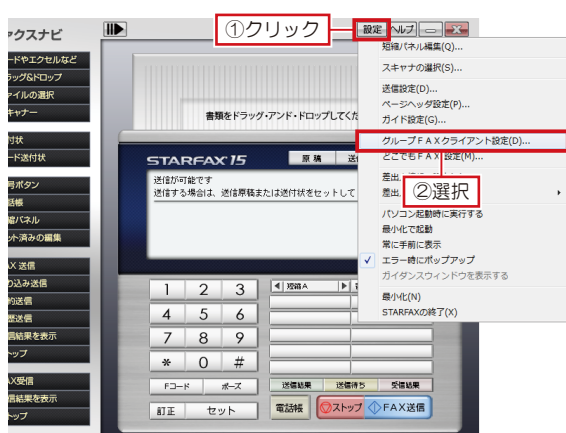 ァクスナビ
ードやエクセルなど
ラッグ&ドロップ
ァイルの選択
キャナー
付状
ード送付状
号ボタン
話帳
縮パネル
ット済みの編集
AX 送信
り込み送信
約送信
歴送信
信結果を表示
トップ
AX受信
信結果を表示
トップ
①クリック
設定
ヘルプ
書類をドラッグ・アンド・ドロップしてくだ
STARFAX 15
原稿
送
送信が可能です
送信する場合は、送信原稿または送付状をセットして
短縮パネル編集(Q)...
スキャナの選択(S)...
送信設定(D)...
ページヘッダ設定(P)...
ガイド設定(G)...
グループＦＡＸクライアント設定(D)...
どこでもＦＡＸ設定(M)...
差出
差出
②選択
パソコン起動時に実行する
最小化で起動
常に手前に表示
エラー時にポップアップ
ガイダンスウィンドウを表示する
最小化(N)
STARFAXの終了(X)
1 2 3
4 5 6
7 8 9
* 0 #
Fコード ポーズ
訂正 セット
短縮A
送信結果 送信待ち 受信結果
電話帳 ストップ FAX送信